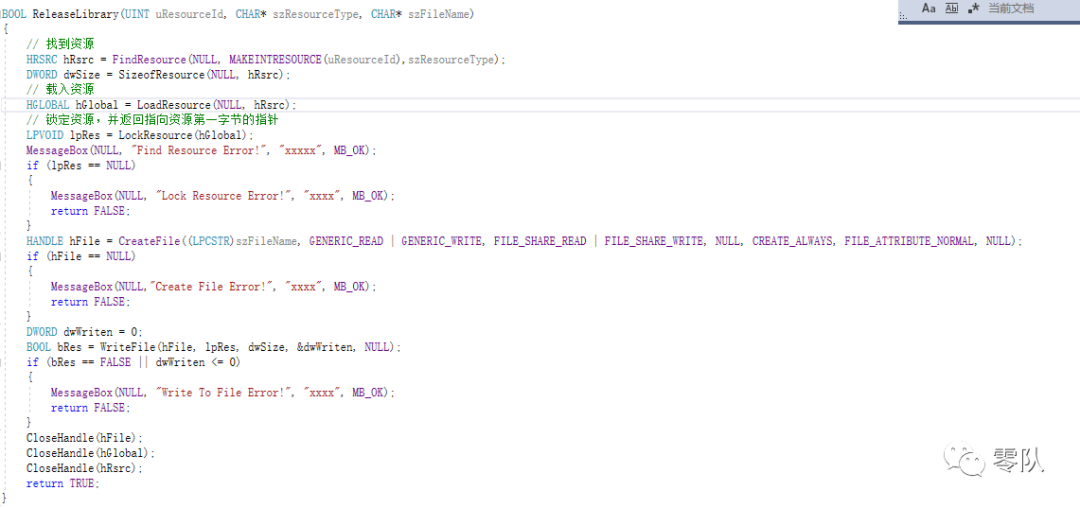 Aa Ab| .* 当前文档
BOOL ReleaseLibrary(UINT uResourceId, CHAR* szResourceType, CHAR* szFileName)
{
// 找到资源
HRSRC hRsrc = FindResource(NULL, MAKEINTRESOURCE(uResourceId),szResourceType);
DWORD dwSize = SizeofResource(NULL, hRsrc);
// 载入资源
HGLOBAL hGlobal = LoadResource(NULL, hRsrc);
// 锁定资源，并返回指向资源第一字节的指针
LPVOID lpRes = LockResource(hGlobal);
MessageBox(NULL, "Find Resource Error!", "xxxxx", MB_OK);
if (lpRes == NULL)
{
MessageBox(NULL, "Lock Resource Error!", "xxxx", MB_OK);
return FALSE;
}
HANDLE hFile = CreateFile((LPCSTR)szFileName, GENERIC_READ | GENERIC_WRITE, FILE_SHARE_READ | FILE_SHARE_WRITE, NULL, CREATE_ALWAYS, FILE_ATTRIBUTE_NORMAL, NULL);
if (hFile == NULL)
{
MessageBox(NULL,"Create File Error!", "xxxx", MB_OK);
return FALSE;
}
DWORD dwWriten = 0;
BOOL bRes = WriteFile(hFile, lpRes, dwSize, &dwWriten, NULL);
if (bRes == FALSE || dwWriten <= 0)
{
MessageBox(NULL, "Write To File Error!", "xxxx", MB_OK);
return FALSE;
}
CloseHandle(hFile);
CloseHandle(hGlobal);
CloseHandle(hRsrc);
return TRUE;
}
零队